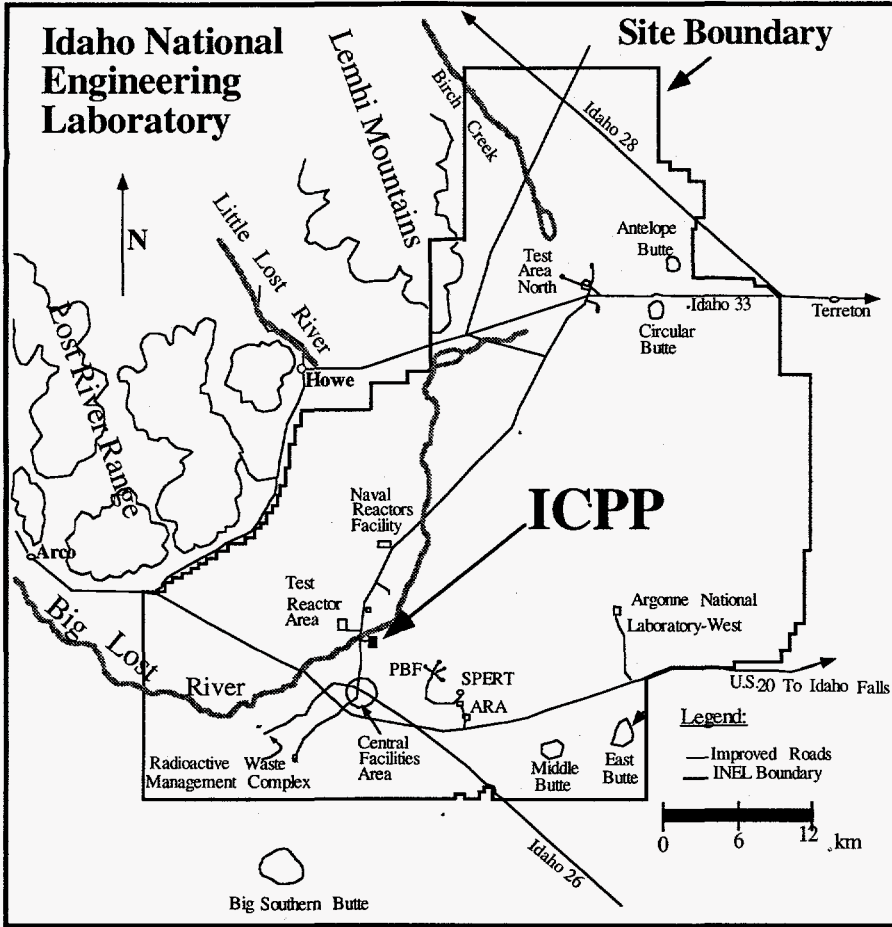 Idaho National
Engineering
Laboratory
Site Boundary
Lemhi Mountains
Birch
Creek
Idaho 28
N
Little Lost River
Lost River Range
Antelope
Butte
Test
Area
North
Idaho 33
Terreton
Circular
Butte
Howe
Naval
Reactors
Facility
ICPP
Arco
Test
Reactor
Area
Argonne National
Laboratory-West
Big Lost River
PBF
SPERT
ARA
U.S.20 To Idaho Falls
Legend:
Improved Roads
INEL Boundary
Radioactive Waste
Management Complex
Central
Facilities
Area
Middle
Butte
East
Butte
0 6 12 km
Idaho 26
Big Southern Butte